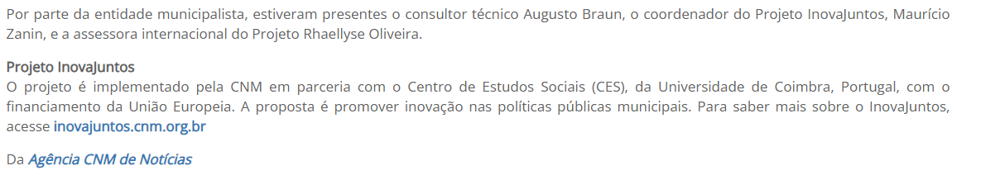 Por parte da entidade municipalista, estiveram presentes o consultor técnico Augusto Braun, o coordenador do Projeto InovaJuntos, Maurício
Zanin, e a assessora internacional do Projeto Rhaellyse Oliveira.
Projeto InovaJuntos
O projeto é implementado pela CNM em parceria com o Centro de Estudos Sociais (CES), da Universidade de Coimbra, Portugal, com o
financiamento da União Europeia. A proposta é promover inovação nas políticas públicas municipais. Para saber mais sobre o InovaJuntos,
acesse inovajuntos.cnm.org.br
Da Agência CNM de Notícias